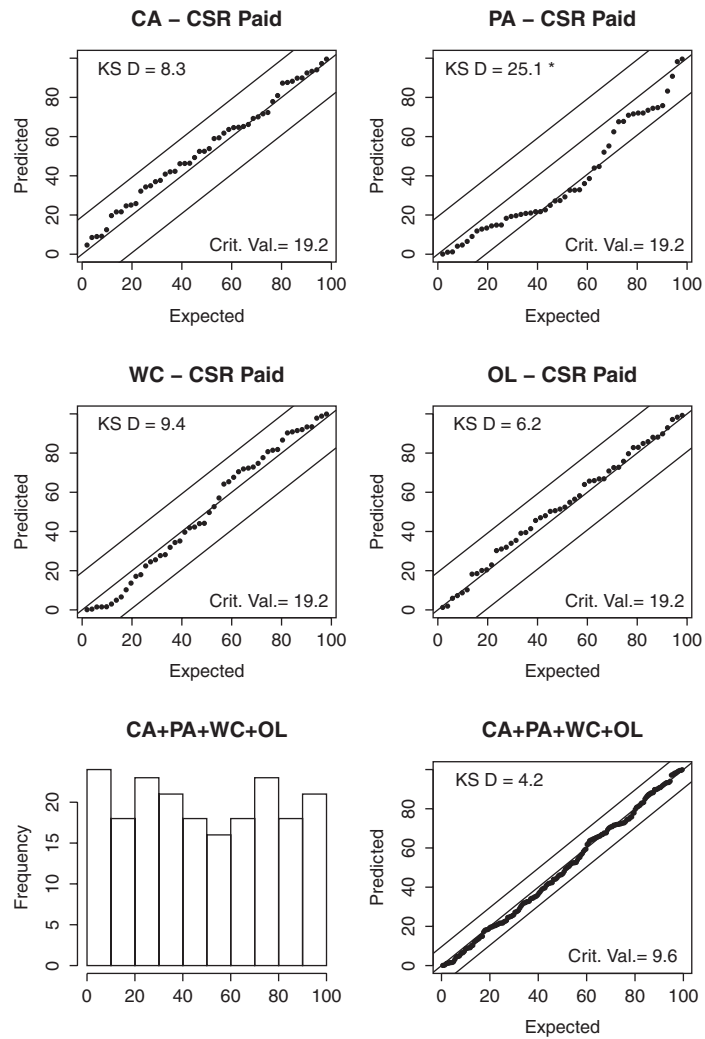 CA − CSR Paid
KS D = 8.3
Crit. Val.= 19.2
Predicted
0 20 40 60 80
0 20 40 60 80 100
Expected
PA − CSR Paid
KS D = 25.1 *
Crit. Val.= 19.2
Predicted
0 20 40 60 80
0 20 40 60 80 100
Expected
WC − CSR Paid
KS D = 9.4
Crit. Val.= 19.2
Predicted
0 20 40 60 80
0 20 40 60 80 100
Expected
OL − CSR Paid
KS D = 6.2
Crit. Val.= 19.2
Predicted
0 20 40 60 80
0 20 40 60 80 100
Expected
CA+PA+WC+OL
Frequency
0 5 10 15 20
0 20 40 60 80 100
CA+PA+WC+OL
KS D = 4.2
Crit. Val.= 9.6
Predicted
0 20 40 60 80
0 20 40 60 80 100
Expected